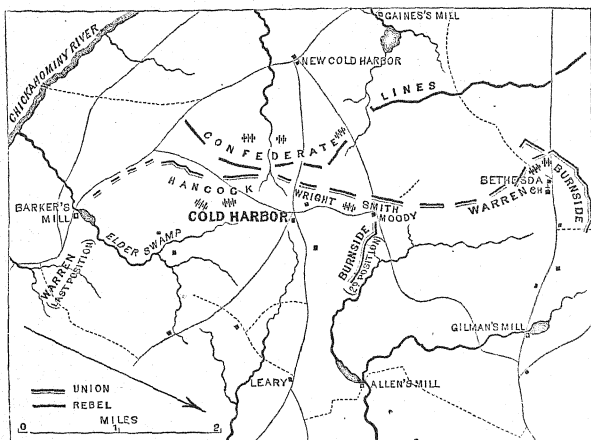 GAINES'S MILL
CHICKAHOMINY RIVER
NEW COLD HARBOR
CONFEDERATE
LINES
HANCOCK
WRIGHT
SMITH
MOODY
WARREN
BETHESDA
CH.
BURNSIDE
BARKER'S
MILL
COLD HARBOR
ELDER SWAMP
WARREN
(LAST POSITION)
BURNSIDE
(2D POSITION)
GILMAN'S MILL
LEARY
ALLEN'S MILL
UNION
REBEL
MILES
0 1 2